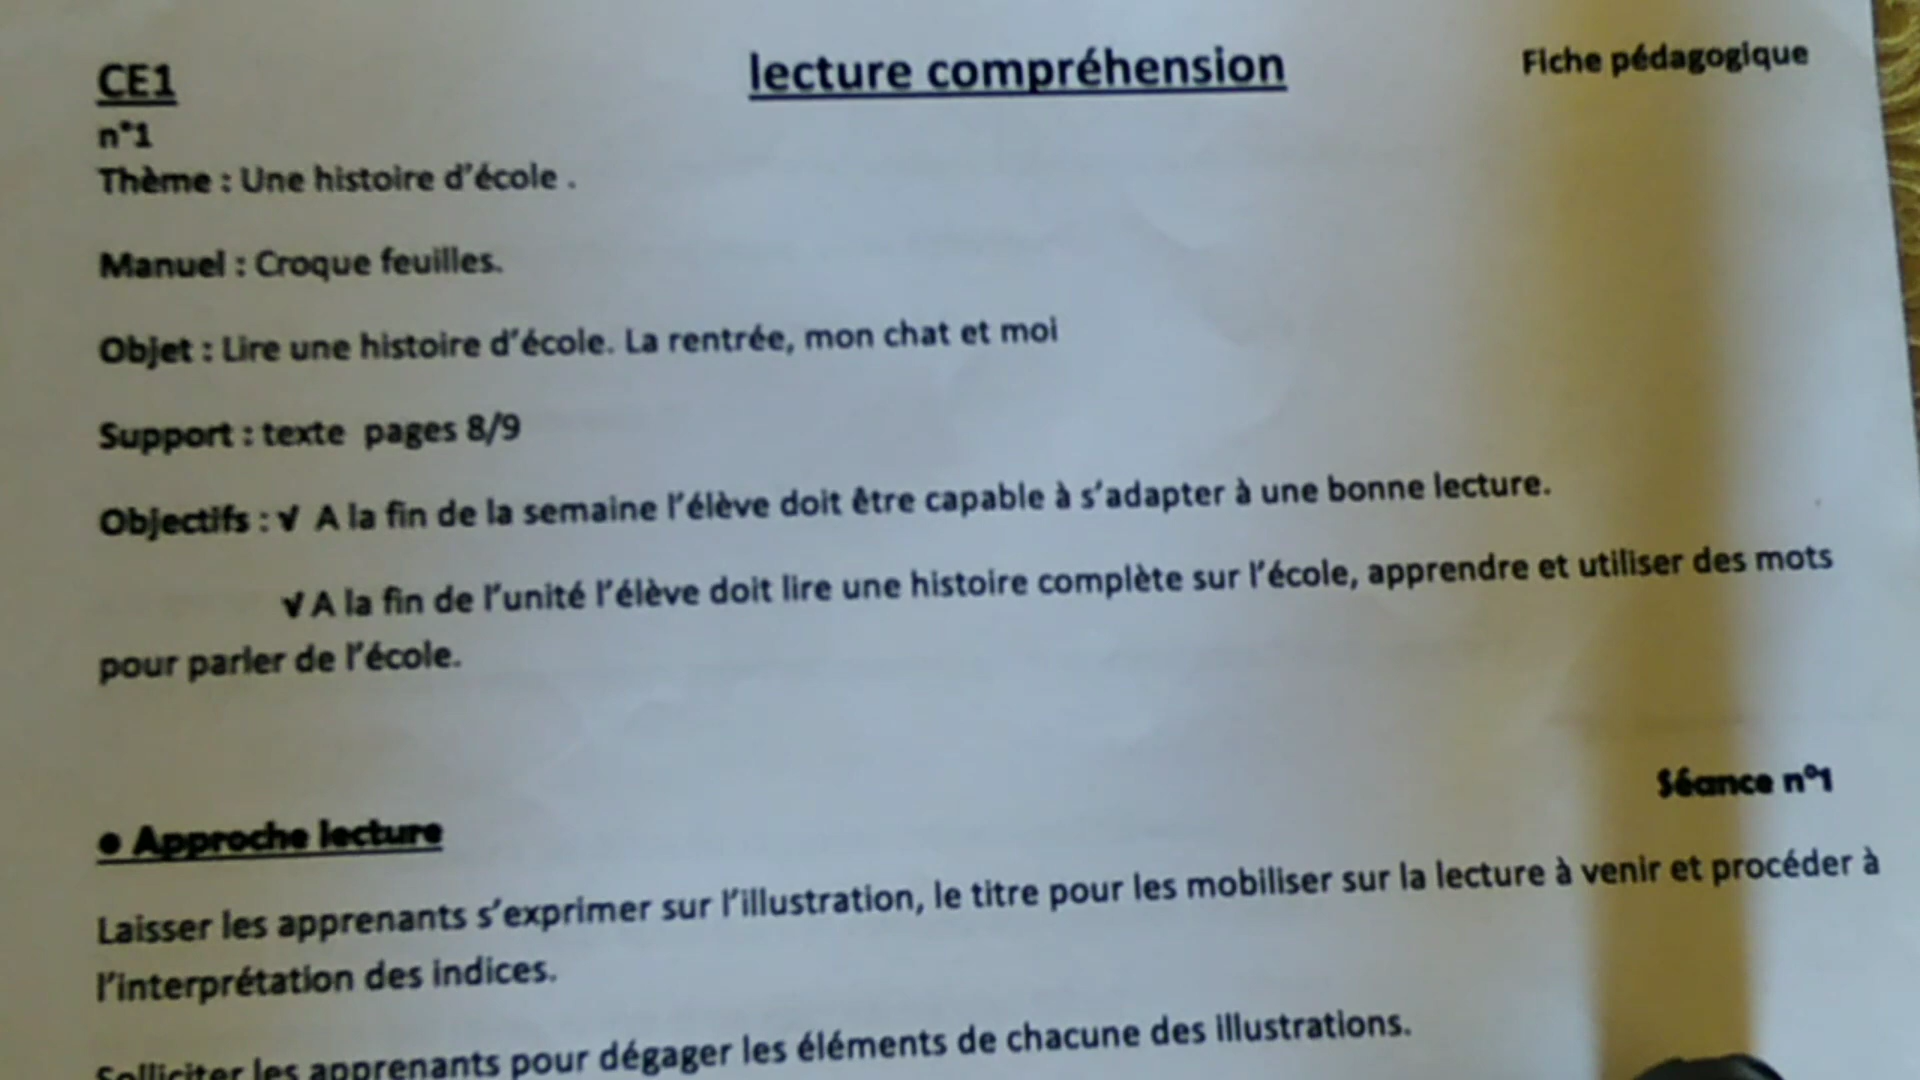 CE1
lecture compréhension
Fiche pédagogique
n°1
Thème : Une histoire d'école .
Manuel : Croque feuilles.
Objet : Lire une histoire d'école. La rentrée, mon chat et moi
Support : texte pages 8/9
Objectifs : √ A la fin de la semaine l'élève doit être capable à s'adapter à une bonne lecture.
√ A la fin de l'unité l'élève doit lire une histoire complète sur l'école, apprendre et utiliser des mots
pour parler de l'école.
Séance n°1
● Approche lecture
Laisser les apprenants s'exprimer sur l'illustration, le titre pour les mobiliser sur la lecture à venir et procéder à
l'interprétation des indices.
Solliciter les apprenants pour dégager les éléments de chacune des illustrations.